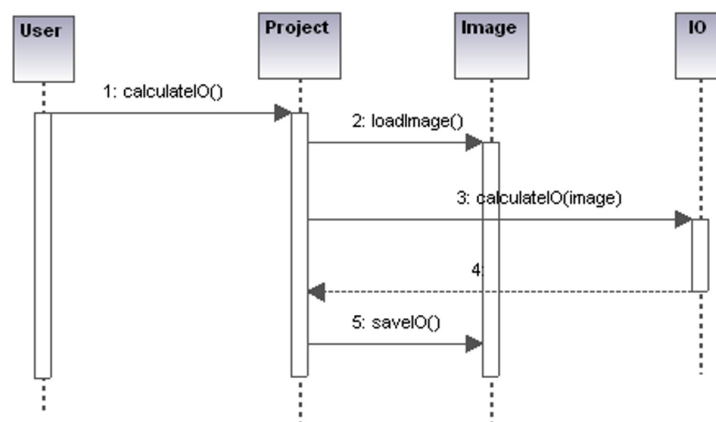 User
Project
Image
IO
1: calculateIO()
2: loadImage()
3: calculateIO(image)
4:
5: saveIO()